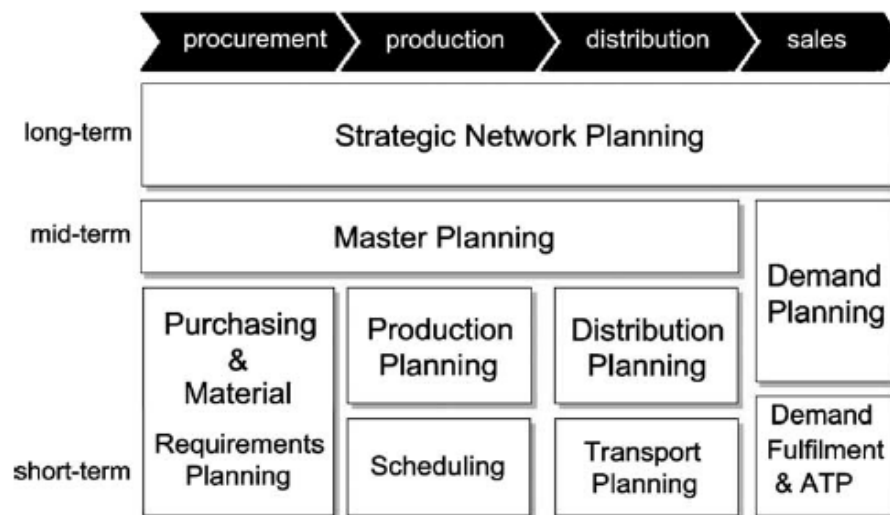 procurement
production
distribution
sales
long-term
Strategic Network Planning
mid-term
Master Planning
Demand
Planning
Purchasing
&
Material
Requirements
Planning
Production
Planning
Distribution
Planning
short-term
Scheduling
Transport
Planning
Demand
Fulfilment
& ATP